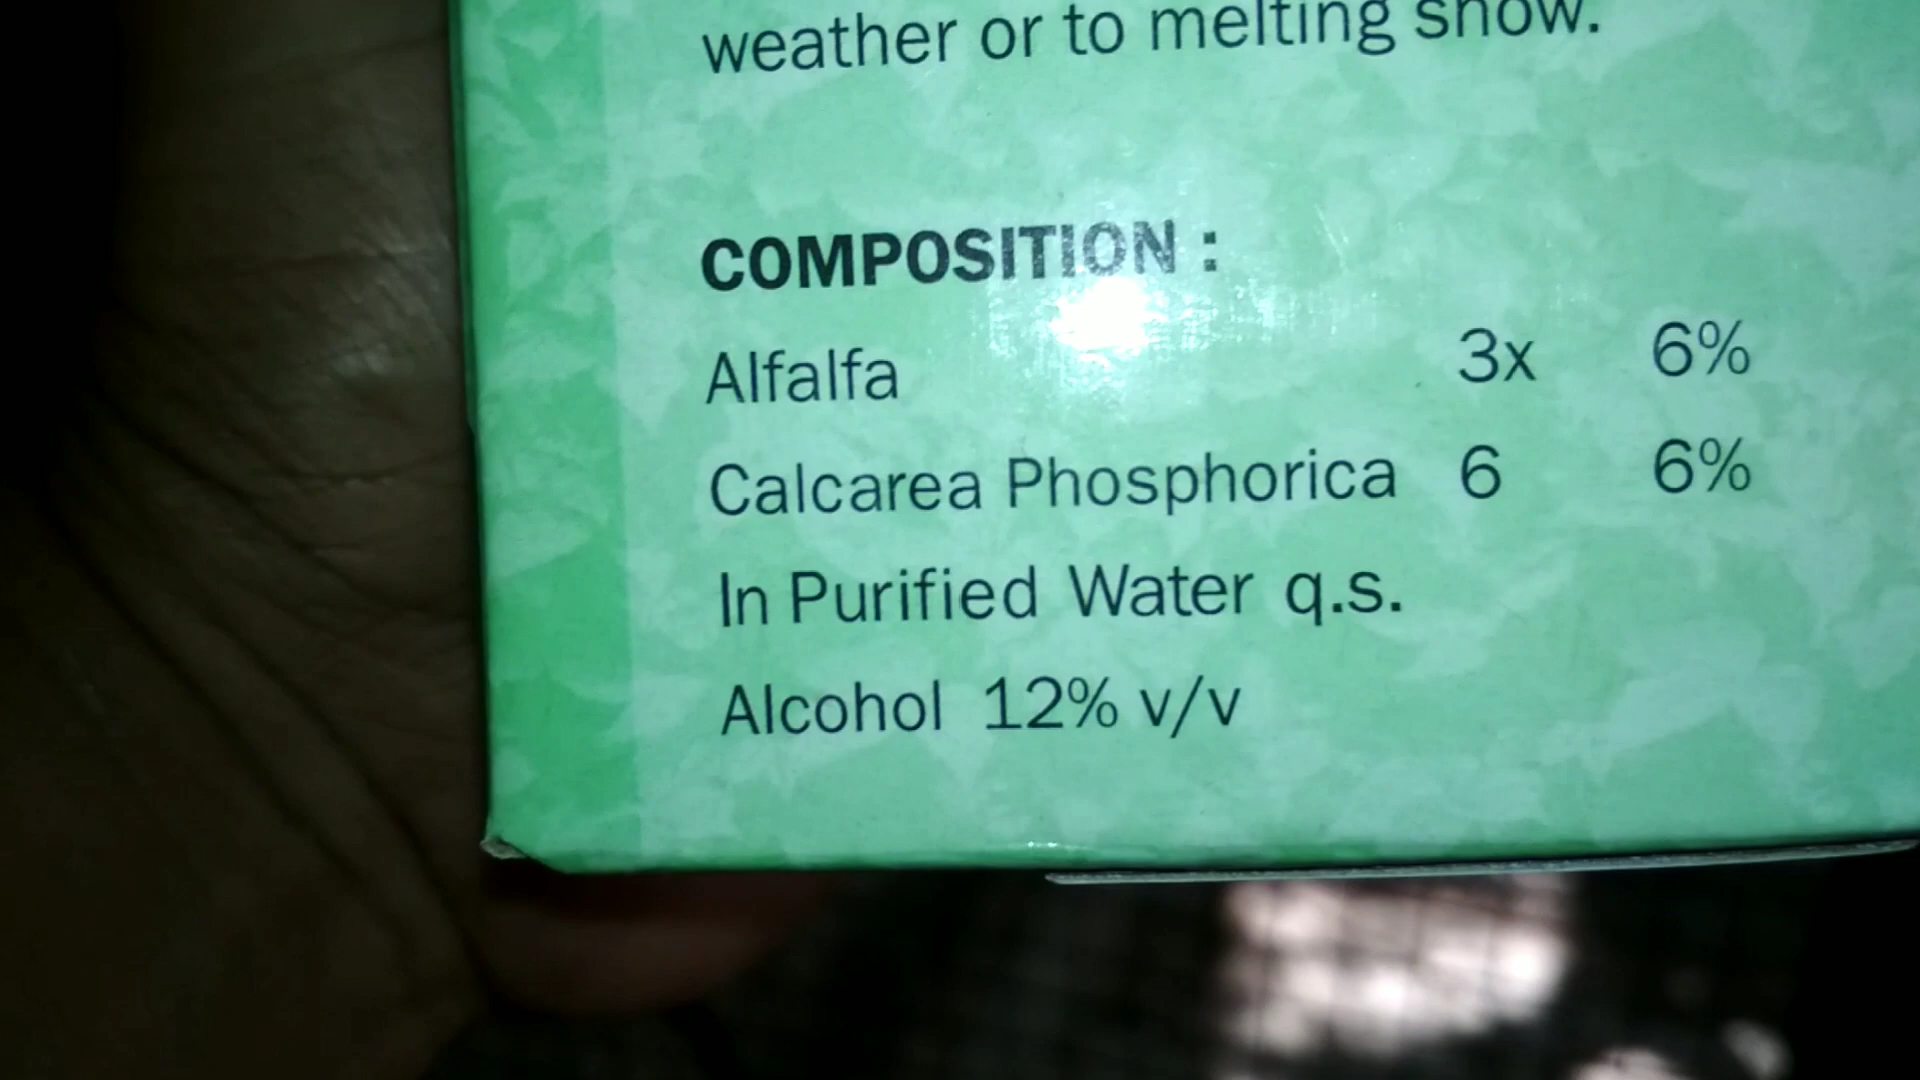 weather or to melting snow.
COMPOSITION :
Alfalfa 3x 6%
Calcarea Phosphorica 6 6%
In Purified Water q.s.
Alcohol 12% v/v